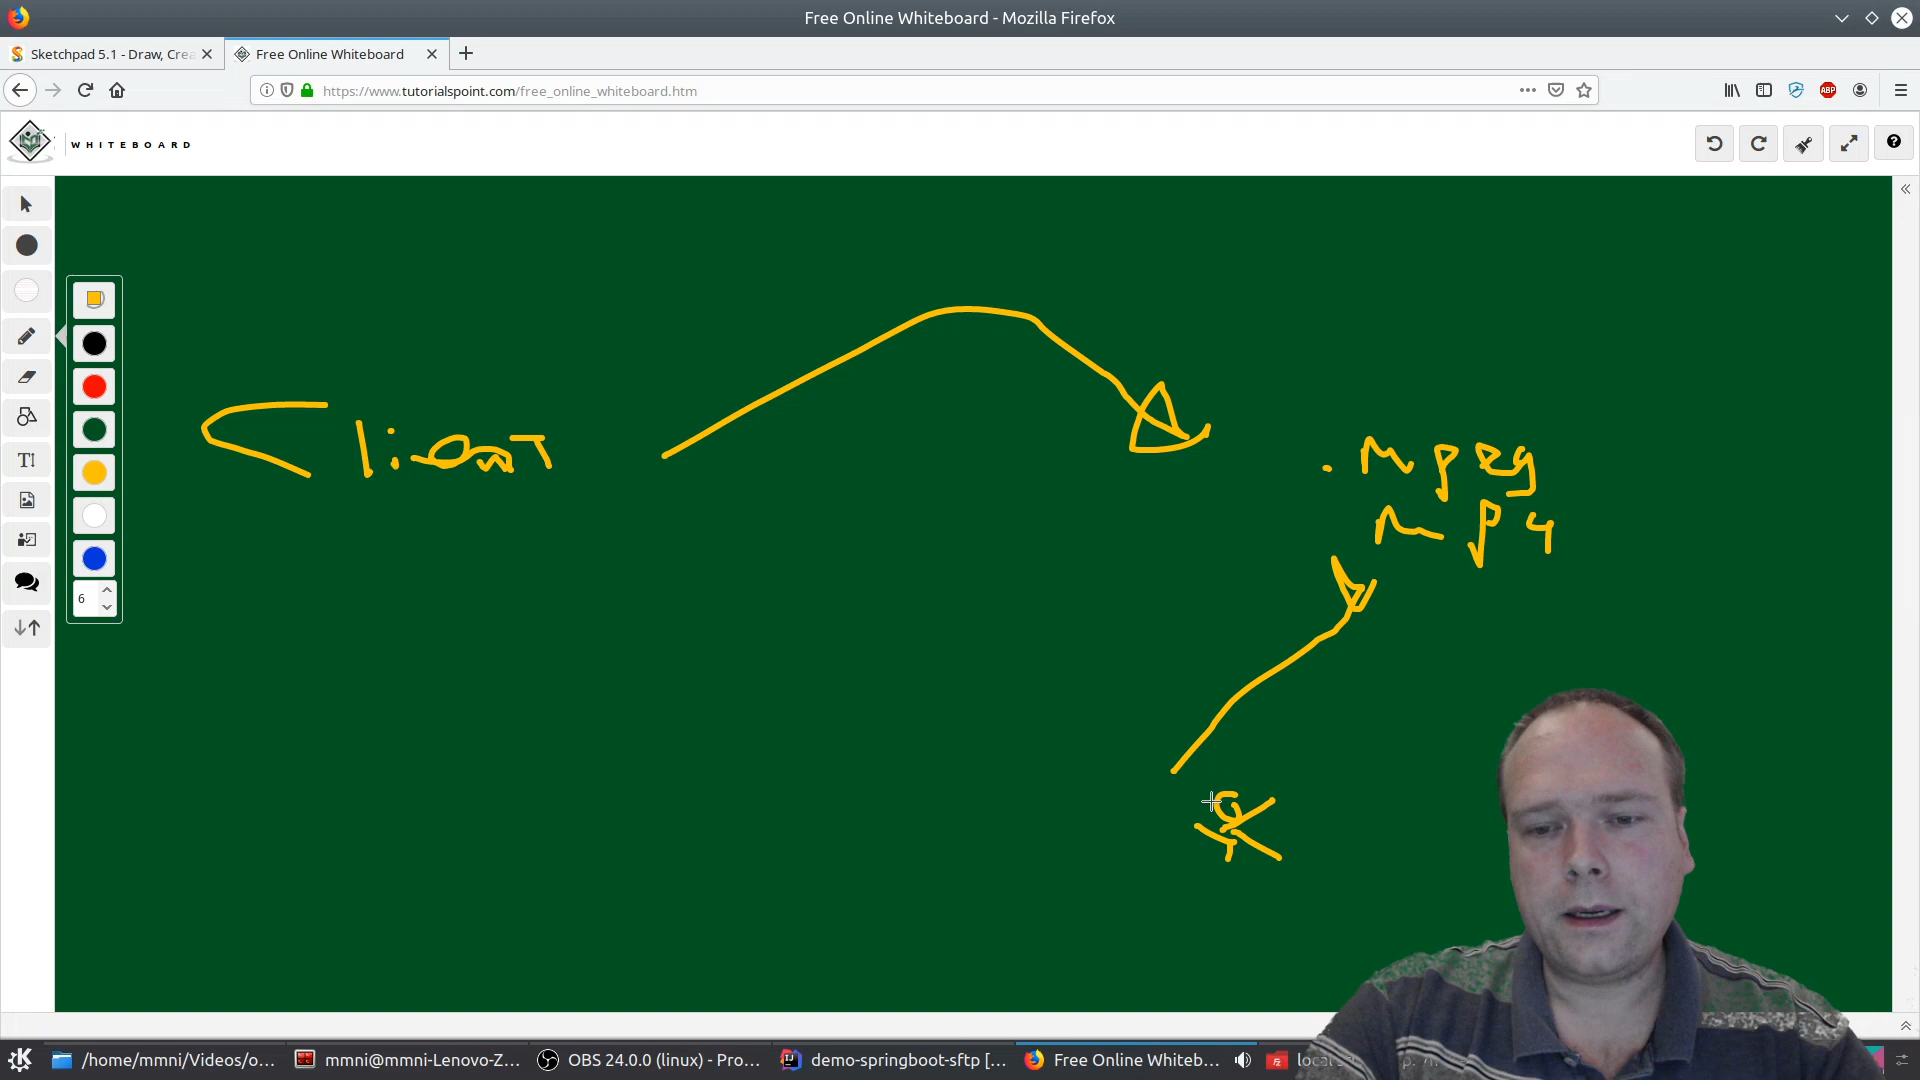 Free Online Whiteboard - Mozilla Firefox
Sketchpad 5.1 - Draw, Crea
Free Online Whiteboard
https://www.tutorialspoint.com/free_online_whiteboard.htm
ABP
WHITEBOARD
Client
.mpeg
mp4
6
/home/mmni/Videos/o...
mmni@mmni-Lenovo-Z...
OBS 24.0.0 (linux) - Pro...
demo-springboot-sftp [...
Free Online Whiteb...